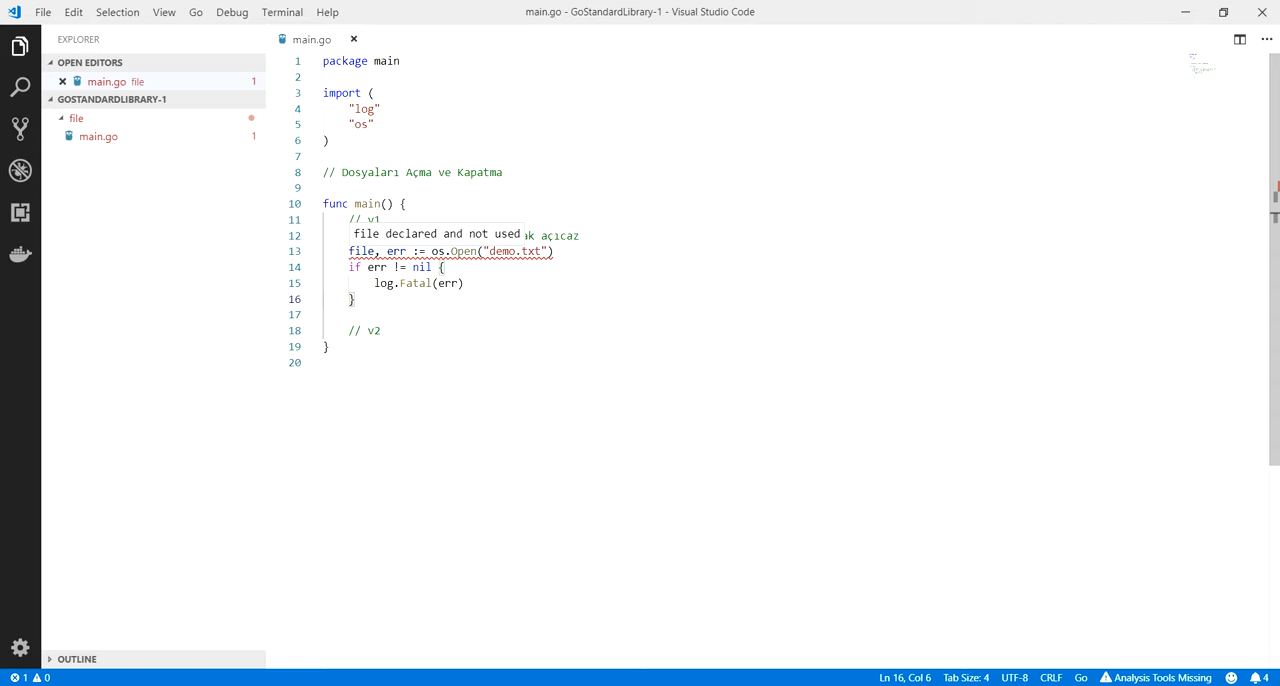 File Edit Selection View Go Debug Terminal Help
main.go - GoStandardLibrary-1 - Visual Studio Code
EXPLORER
OPEN EDITORS
main.go file 1
GOSTANDARDLIBRARY-1
file
main.go 1
OUTLINE
main.go
1 package main
2
3 import (
4 "log"
5 "os"
6 )
7
8 // Dosyaları Açma ve Kapatma
9
10 func main() {
11 // v1
file declared and not used
12 açıcaz
13 file, err := os.Open("demo.txt")
14 if err != nil {
15 log.Fatal(err)
16 }
17
18 // v2
19 }
20
1 0
Ln 16, Col 6 Tab Size: 4 UTF-8 CRLF Go Analysis Tools Missing 4